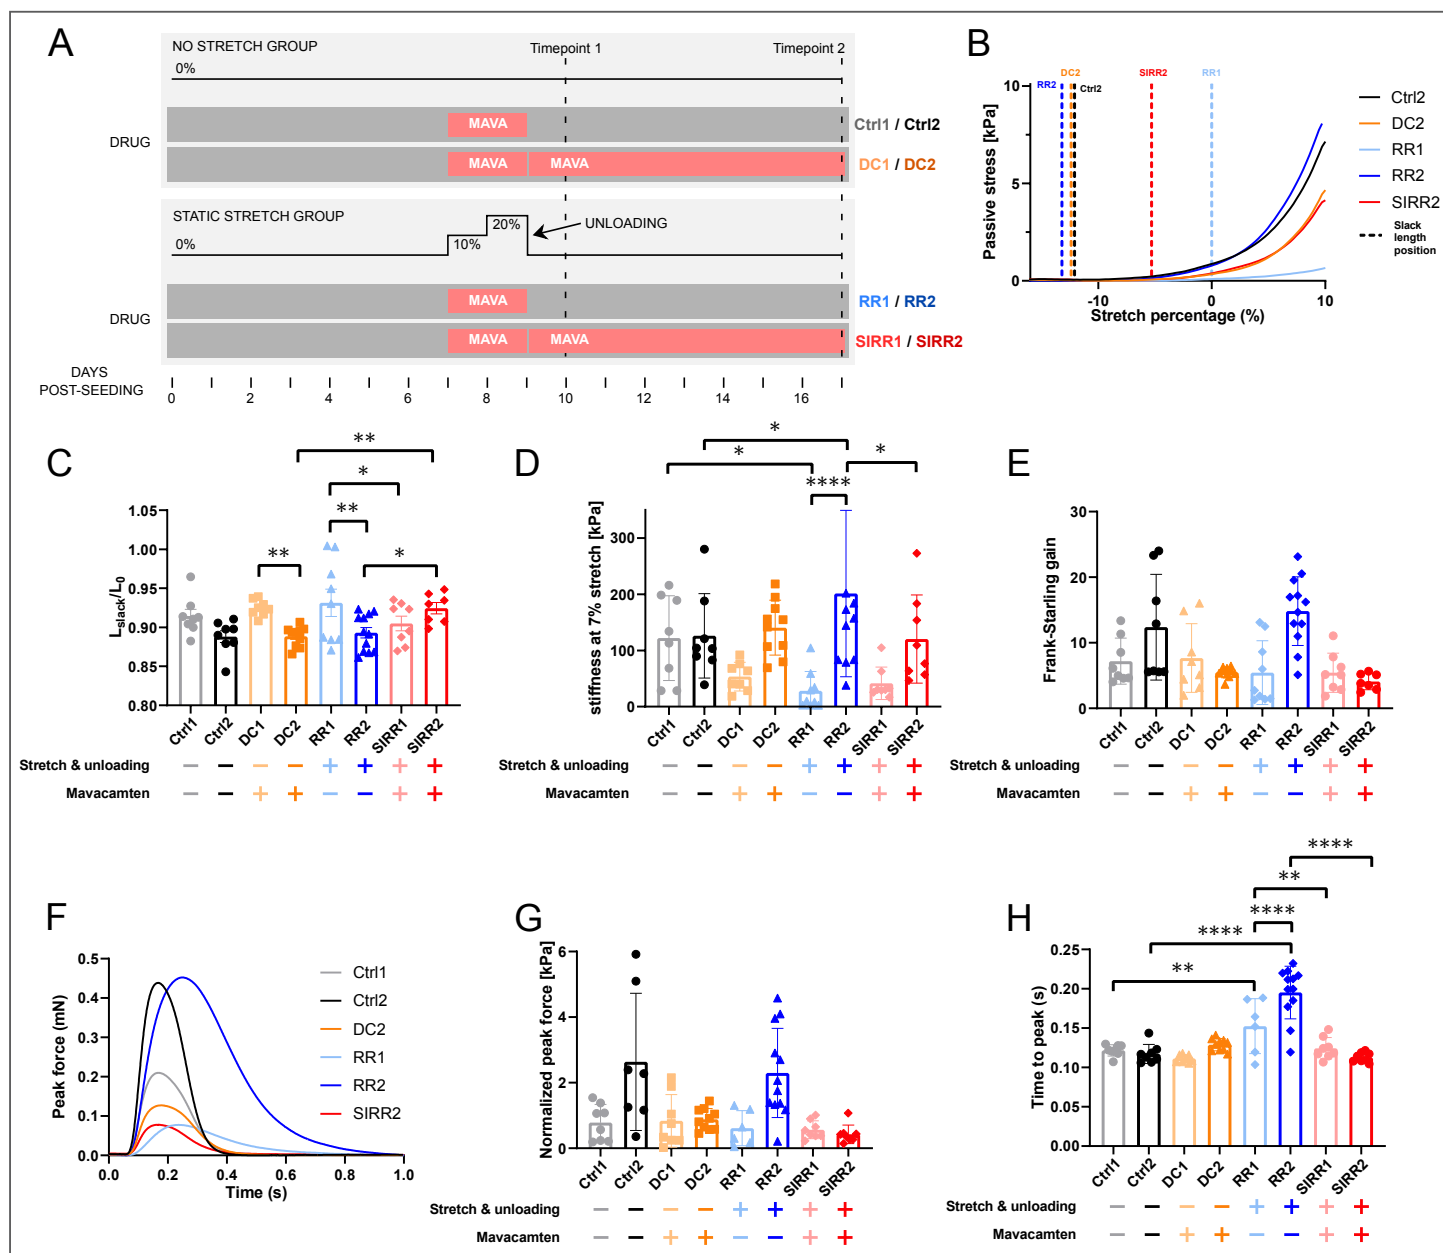 A
NO STRETCH GROUP
Timepoint 1
Timepoint 2
0%
DRUG
MAVA
Ctrl1 / Ctrl2
MAVA
MAVA
DC1 / DC2
STATIC STRETCH GROUP
20%
UNLOADING
0%
10%
DRUG
MAVA
RR1 / RR2
MAVA
MAVA
SIRR1 / SIRR2
DAYS
POST-SEEDING
0 2 4 6 8 10 12 14 16
B
DC2
SIRR2
RR1
RR2
Ctrl2
10
5
0
Passive stress [kPa]
-10 0 10
Stretch percentage (%)
Ctrl2
DC2
RR1
RR2
SIRR2
Slack
length
position
C
**
*
**
**
*
1.05
1.00
0.95
0.90
0.85
0.80
Lslack/L0
Ctrl1 Ctrl2 DC1 DC2 RR1 RR2 SIRR1 SIRR2
Stretch & unloading − − − − + + + +
Mavacamten − − + + − − + +
D
*
*
*
****
300
200
100
0
stiffness at 7% stretch [kPa]
Ctrl1 Ctrl2 DC1 DC2 RR1 RR2 SIRR1 SIRR2
Stretch & unloading − − − − + + + +
Mavacamten − − + + − − + +
E
30
20
10
0
Frank-Starling gain
Ctrl1 Ctrl2 DC1 DC2 RR1 RR2 SIRR1 SIRR2
Stretch & unloading − − − − + + + +
Mavacamten − − + + − − + +
F
0.5
0.4
0.3
0.2
0.1
0.0
Peak force (mN)
0.0 0.2 0.4 0.6 0.8 1.0
Time (s)
Ctrl1
Ctrl2
DC2
RR1
RR2
SIRR2
G
6
4
2
0
Normalized peak force [kPa]
Ctrl1 Ctrl2 DC1 DC2 RR1 RR2 SIRR1 SIRR2
Stretch & unloading − − − − + + + +
Mavacamten − − + + − − + +
H
****
**
****
****
**
0.25
0.20
0.15
0.10
0.05
0.00
Time to peak (s)
Ctrl1 Ctrl2 DC1 DC2 RR1 RR2 SIRR1 SIRR2
Stretch & unloading − − − − + + + +
Mavacamten − − + + − − + +